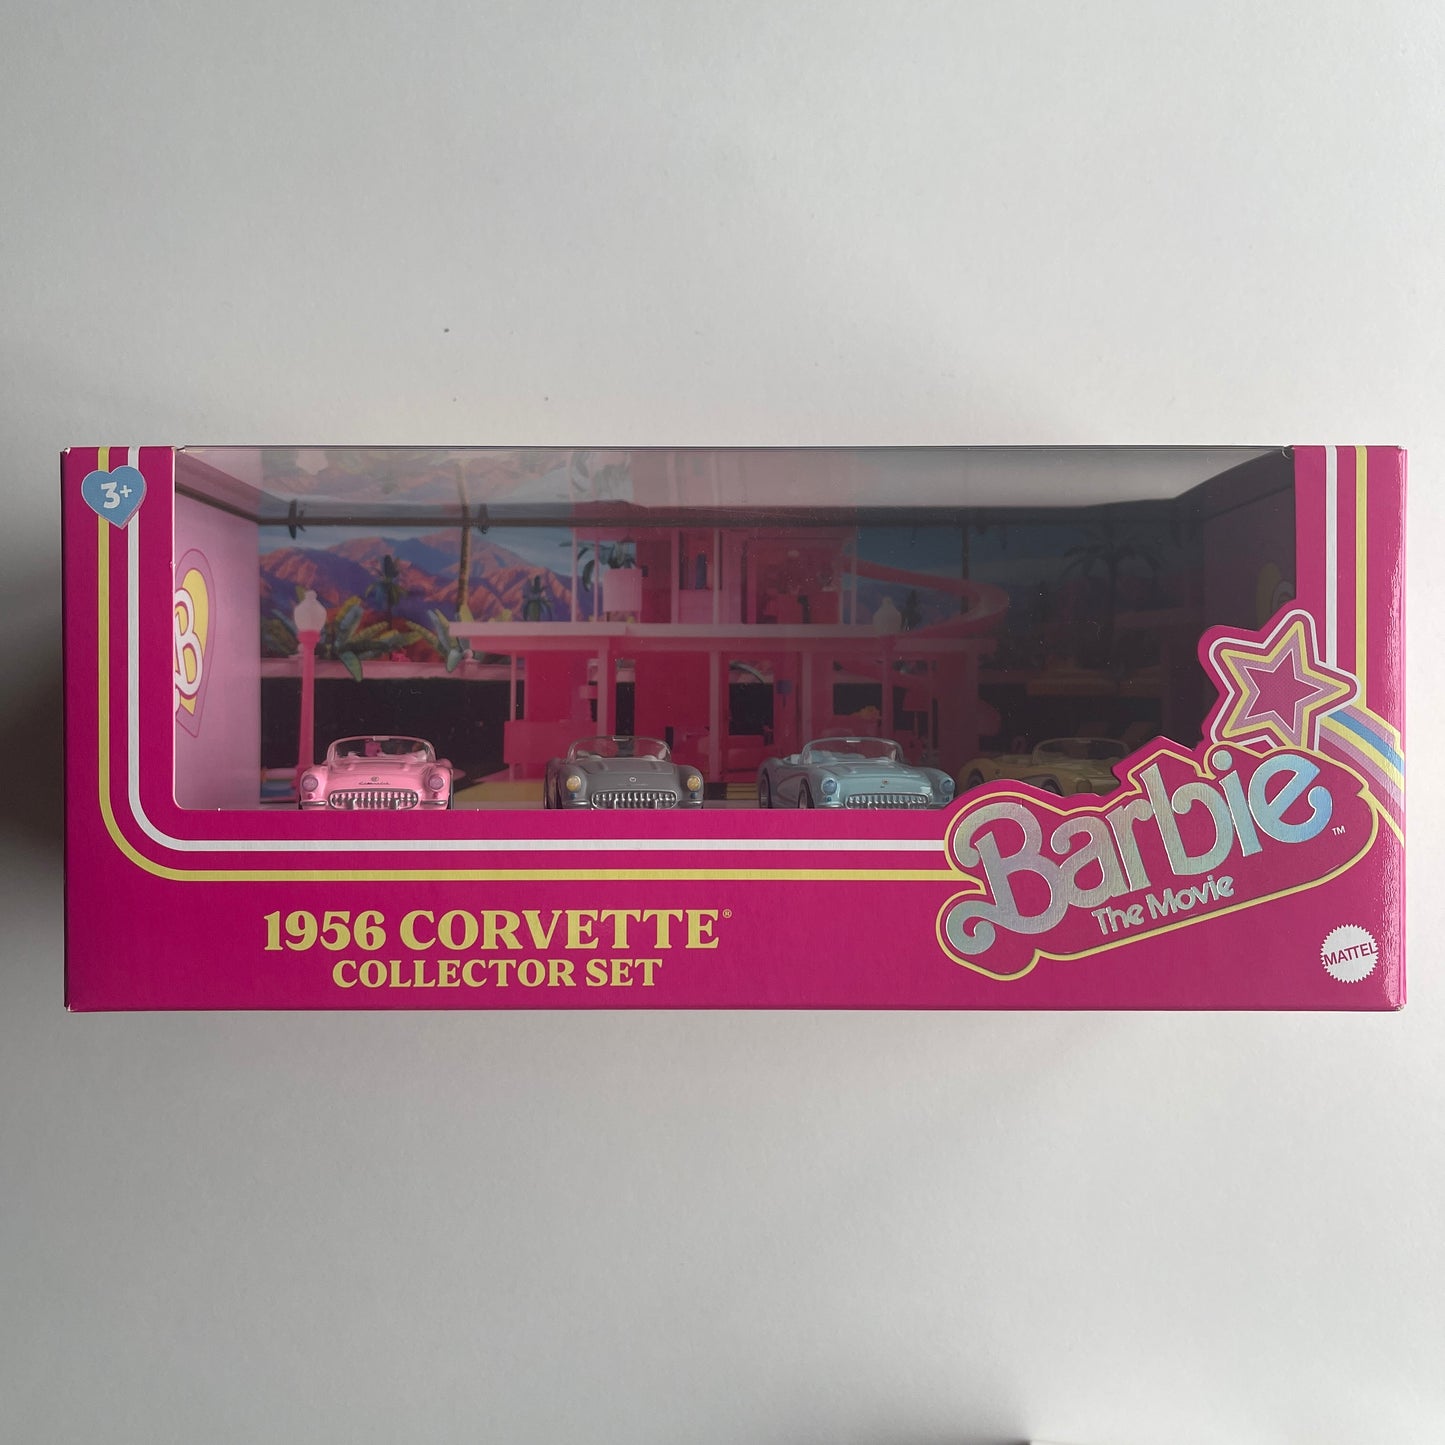 3+
B
1956 CORVETTE®
COLLECTOR SET
Barbie™
The Movie
MATTEL